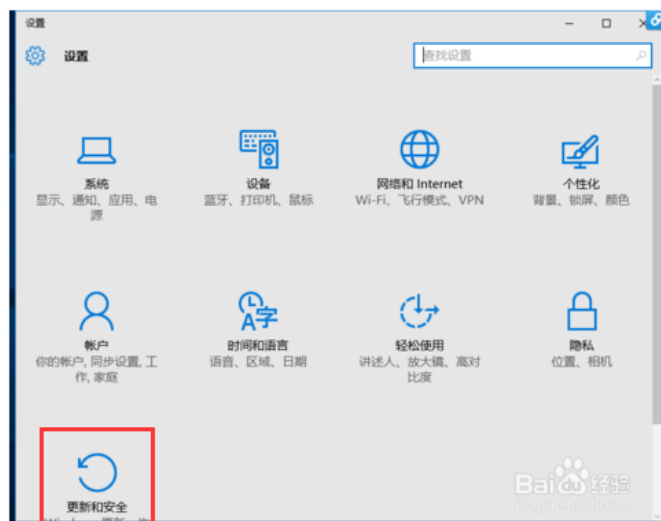 设置
设置
查找设置
系统
显示、通知、应用、电
源
设备
蓝牙、打印机、鼠标
网络和 Internet
Wi-Fi、飞行模式、VPN
个性化
背景、锁屏、颜色
帐户
你的帐户, 同步设置, 工
作, 家庭
时间和语言
语音、区域、日期
轻松使用
讲述人、放大镜、高对
比度
隐私
位置、相机
更新和安全
Baidu 经验
jingyan.baidu.com